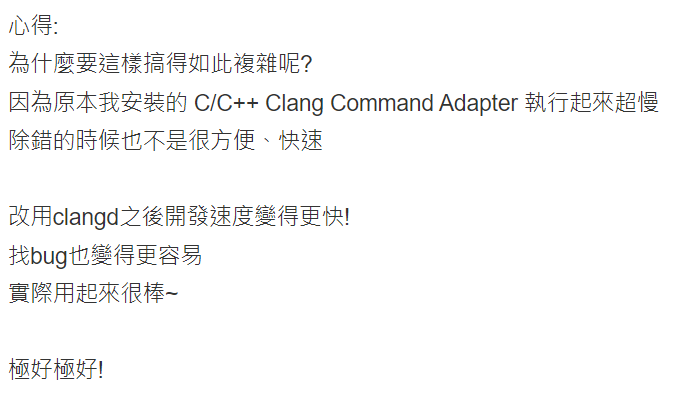 心得:
為什麼要這樣搞得如此複雜呢?
因為原本我安裝的 C/C++ Clang Command Adapter 執行起來超慢
除錯的時候也不是很方便、快速
改用clangd之後開發速度變得更快!
找bug也變得更容易
實際用起來很棒~
極好極好!